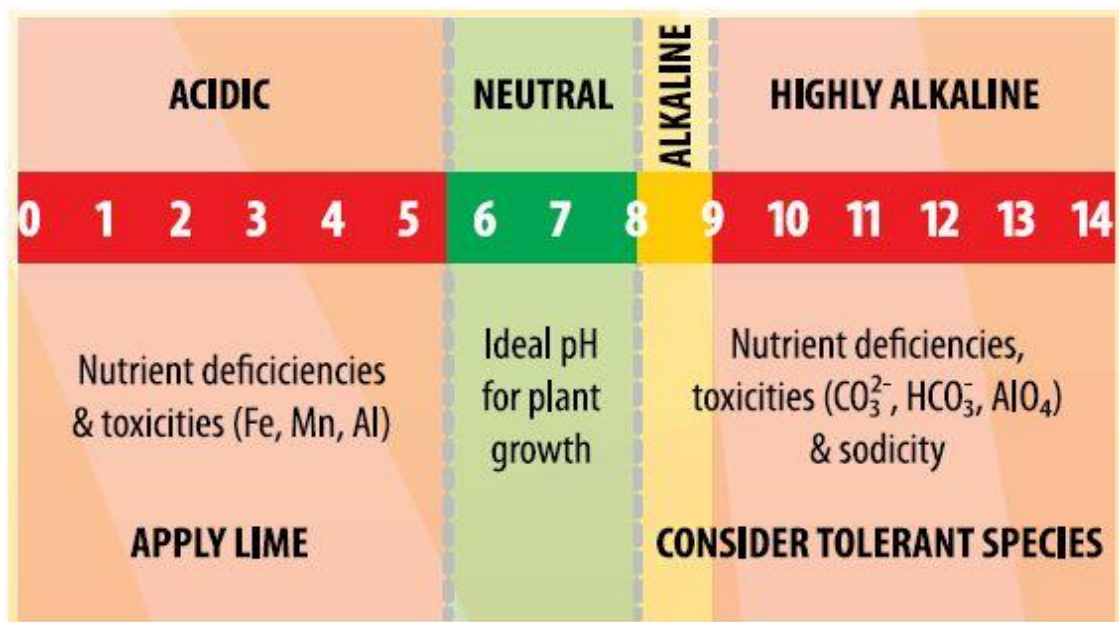 ACIDIC
NEUTRAL
ALKALINE
HIGHLY ALKALINE
0 1 2 3 4 5 6 7 8 9 10 11 12 13 14
Nutrient deficiciencies
& toxicities (Fe, Mn, Al)
Ideal pH
for plant
growth
Nutrient deficiencies,
toxicities (CO₃²⁻, HCO₃⁻, AlO₄)
& sodicity
APPLY LIME
CONSIDER TOLERANT SPECIES